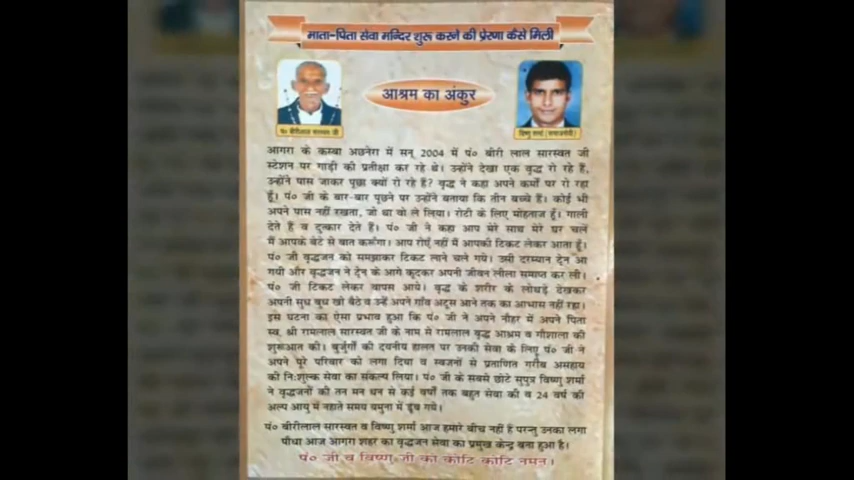 माता-पिता सेवा मन्दिर शुरू करने की प्रेरणा कैसे मिली
आश्रम का अंकुर
पं० बीरीलाल सारस्वत जी
विष्णु शर्मा (समाजसेवी)
आगरा के कस्बा अछनेरा में सन् 2004 में पं० बीरी लाल सारस्वत जी
स्टेशन पर गाड़ी की प्रतीक्षा कर रहे थे। उन्होंने देखा एक वृद्ध रो रहे हैं,
उन्होंने पास जाकर पूछा क्यों रो रहे हैं? वृद्ध ने कहा अपने कर्मों पर रो रहा
हूँ। पं० जी के बार-बार पूछने पर उन्होंने बताया कि तीन बच्चे हैं। कोई भी
अपने पास नहीं रखता, जो था वो ले लिया। रोटी के लिए मोहताज हूँ। गाली
देते हैं व दुत्कार देते हैं। पं० जी ने कहा आप मेरे साथ मेरे घर चलें
मैं आपके बेटे से बात करूँगा। आप रोएँ नहीं मैं आपकी टिकट लेकर आता हूँ।
पं० जी वृद्धजन को समझाकर टिकट लाने चले गये। उसी दरम्यान ट्रेन आ
गयी और वृद्धजन ने ट्रेन के आगे कूदकर अपनी जीवन लीला समाप्त कर ली।
पं० जी टिकट लेकर वापस आये। वृद्ध के शरीर के लोथड़े देखकर
अपनी सुध बुध खो बैठे व उन्हें अपने गाँव अटूस आने तक का आभास नहीं रहा।
इस घटना का ऐसा प्रभाव हुआ कि पं० जी ने अपने नौहर में अपने पिता
स्व. श्री रामलाल सारस्वत जी के नाम से रामलाल वृद्ध आश्रम व गौशाला की
शुरूआत की। बुर्जुगों की दयनीय हालत पर उनकी सेवा के लिए पं० जी ने
अपने पूरे परिवार को लगा दिया व स्वजनों से प्रताणित गरीब असहाय
की निःशुल्क सेवा का संकल्प लिया। पं० जी के सबसे छोटे सुपुत्र विष्णु शर्मा
ने वृद्धजनों की तन मन धन से कई वर्षों तक बहुत सेवा की व 24 वर्ष की
अल्प आयु में नहाते समय यमुना में डूब गये।
पं० बीरीलाल सारस्वत व विष्णु शर्मा आज हमारे बीच नहीं हैं परन्तु उनका लगा
पौधा आज आगरा शहर का वृद्धजन सेवा का प्रमुख केन्द्र बना हुआ है।
पं० जी व विष्णु जी को कोटि कोटि नमन।